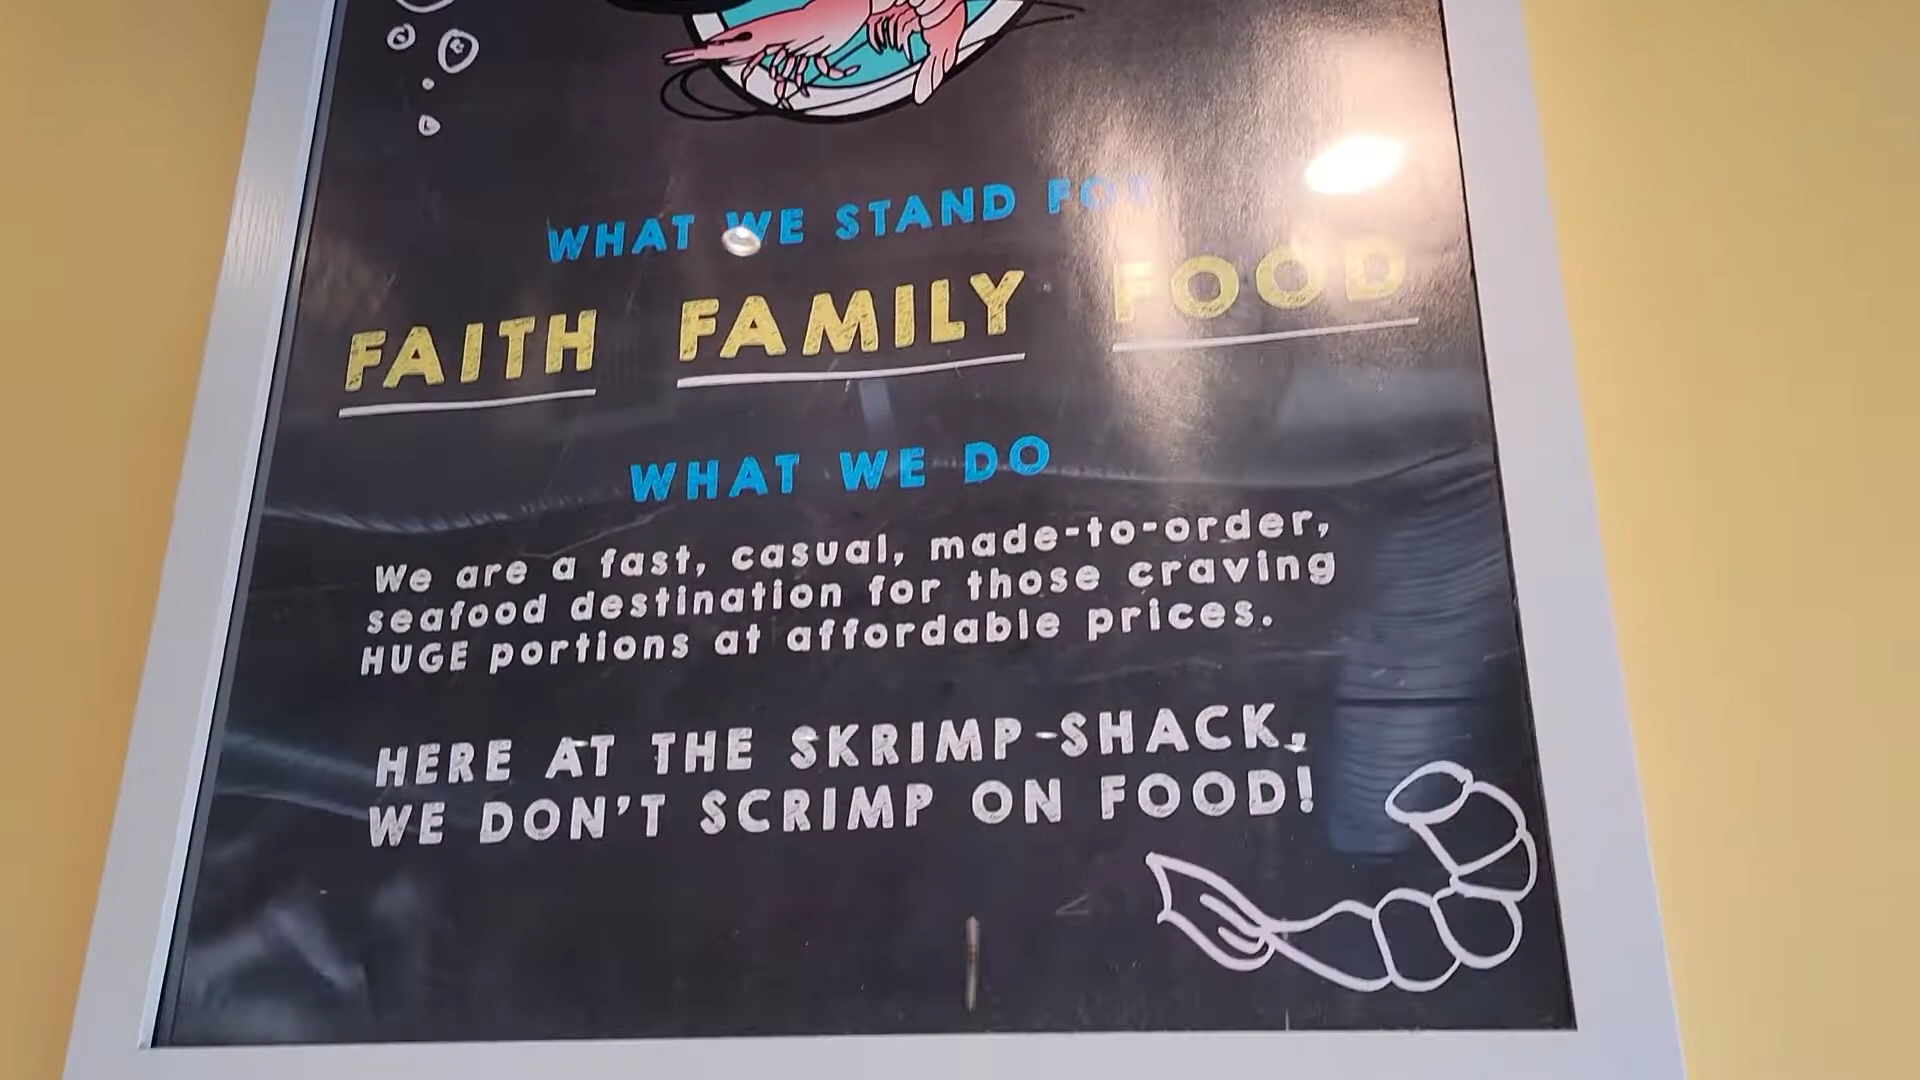 WHAT WE STAND FOR
FAITH FAMILY FOOD
WHAT WE DO
We are a fast, casual, made-to-order,
seafood destination for those craving
HUGE portions at affordable prices.
HERE AT THE SKRIMP-SHACK,
WE DON'T SCRIMP ON FOOD!